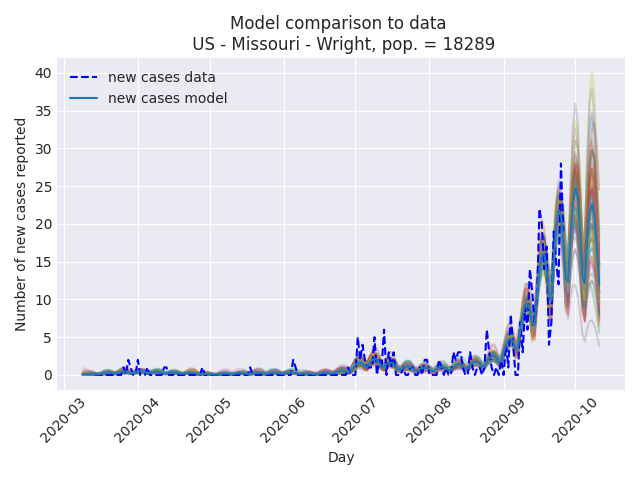 Model comparison to data
US - Missouri - Wright, pop. = 18289
new cases data
new cases model
Number of new cases reported
40
35
30
25
20
15
10
5
0
2020-03
2020-04
2020-05
2020-06
2020-07
2020-08
2020-09
2020-10
Day